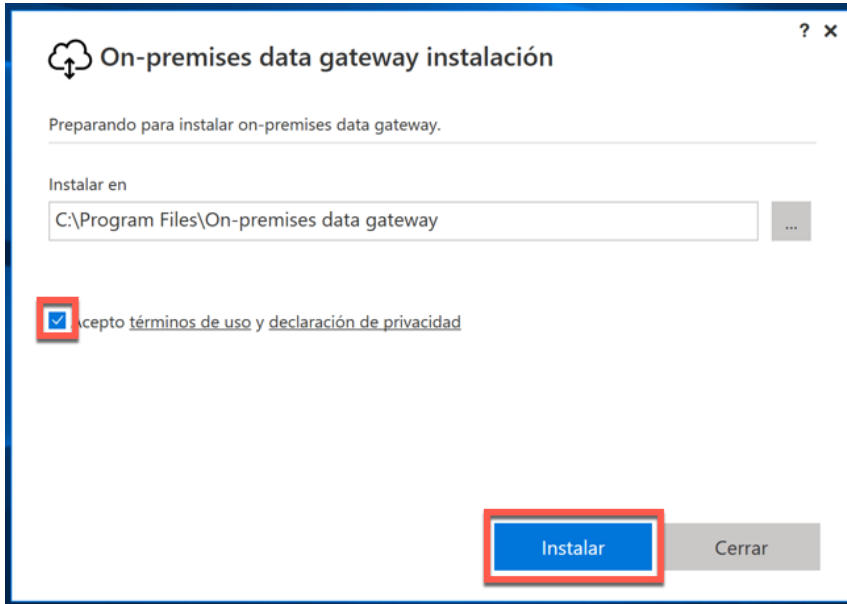 ? ×
On-premises data gateway instalación
Preparando para instalar on-premises data gateway.
Instalar en
C:\Program Files\On-premises data gateway
...
Acepto términos de uso y declaración de privacidad
Instalar Cerrar